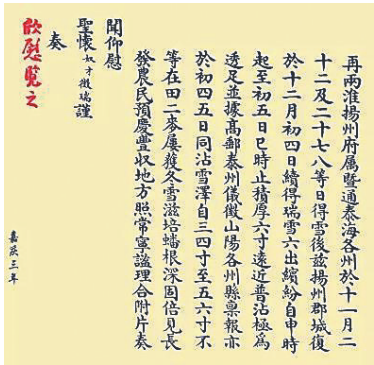 再兩淮揚州府屬暨通泰海各州於十一月二
十二及二十七八等日得雪後茲揚州郡城復
於十二月初四日續得瑞雪六出繽紛自申時
起至初五日巳時止積厚六寸遠近普沾極爲
透足並據高郵泰州儀徵山陽各州縣稟報亦
於初四五日同沾雪澤自三四寸至五六寸不
等在田二麥屢獲冬雪滋培蟠根深固倍見長
發農民預慶豐收地方照常寧謐理合附片奏
聞仰慰
聖懷奴才徵瑞謹
奏
欣慰覽之
嘉慶三年